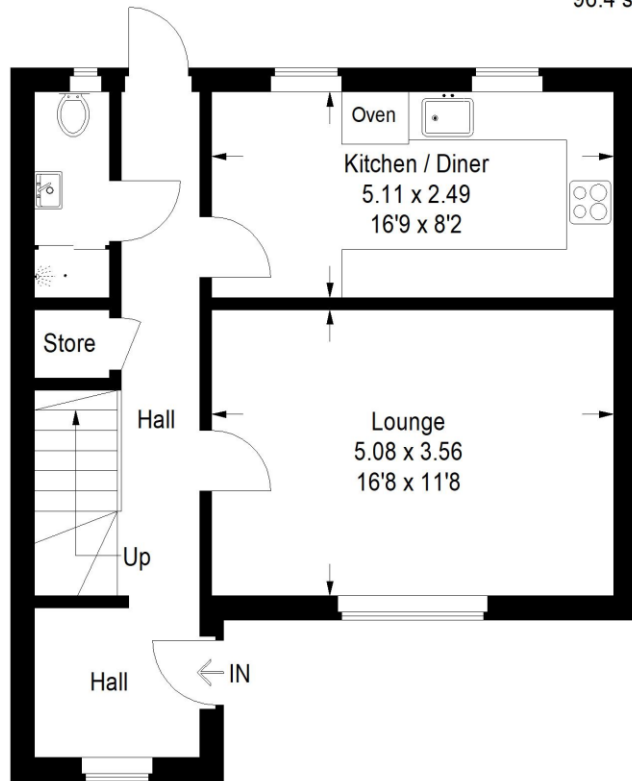 Oven
Kitchen / Diner
5.11 x 2.49
16'9 x 8'2
Store
Hall
Lounge
5.08 x 3.56
16'8 x 11'8
Up
Hall
IN